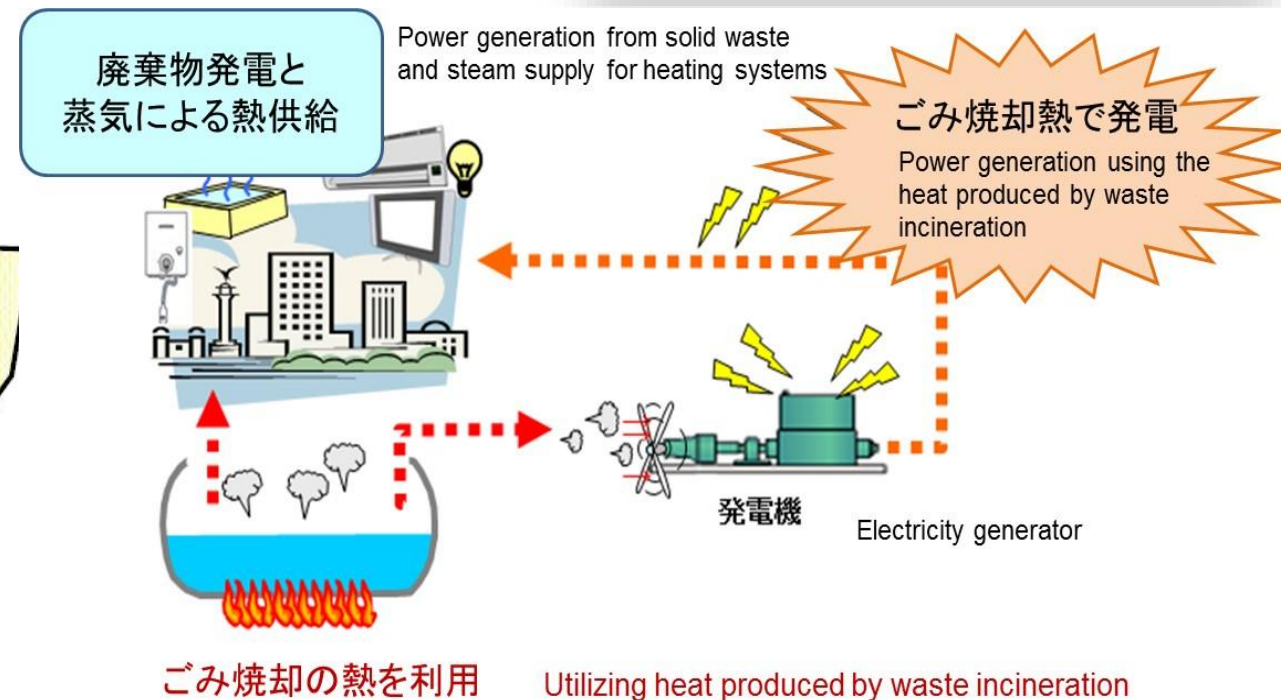 廃棄物発電と
蒸気による熱供給
Power generation from solid waste
and steam supply for heating systems
ごみ焼却熱で発電
Power generation using the
heat produced by waste
incineration
発電機
Electricity generator
ごみ焼却の熱を利用
Utilizing heat produced by waste incineration